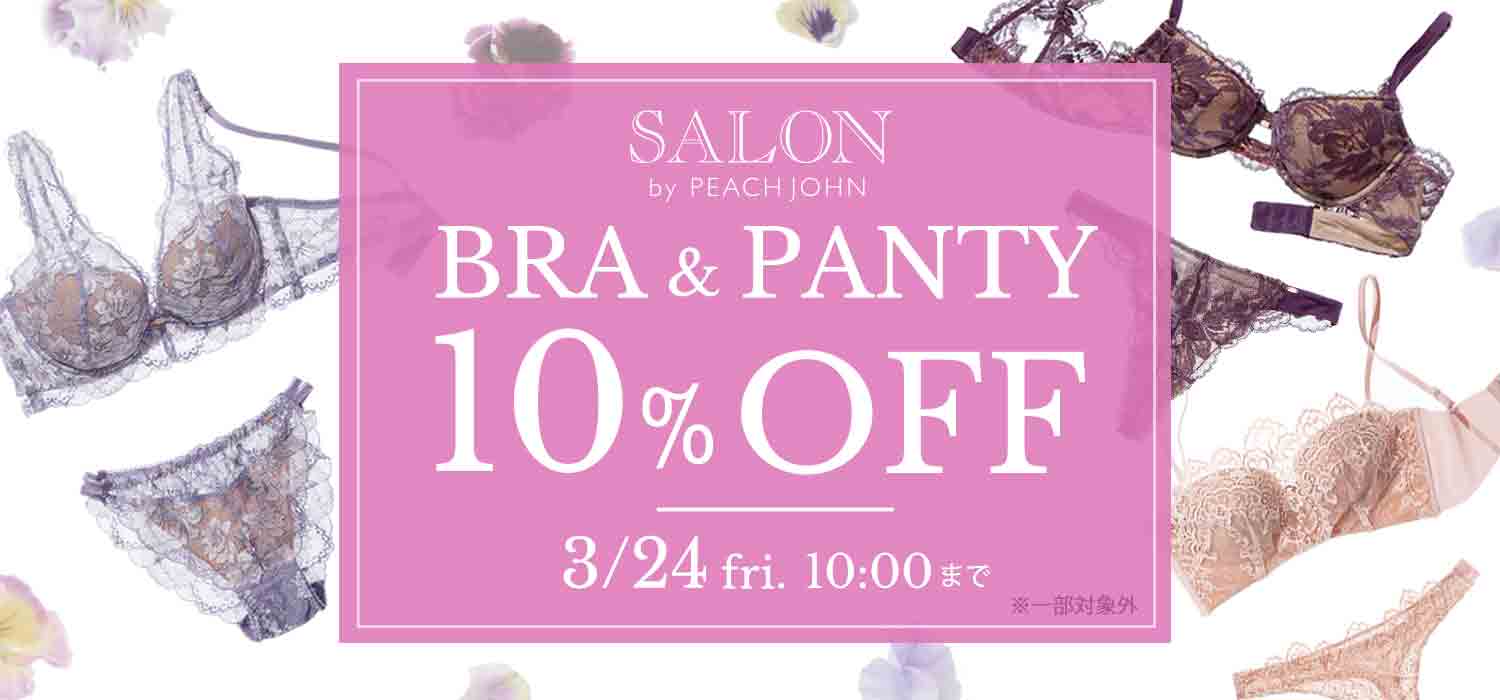 SALON
by PEACH JOHN
BRA & PANTY
10% OFF
3/24 fri. 10:00まで
※一部対象外